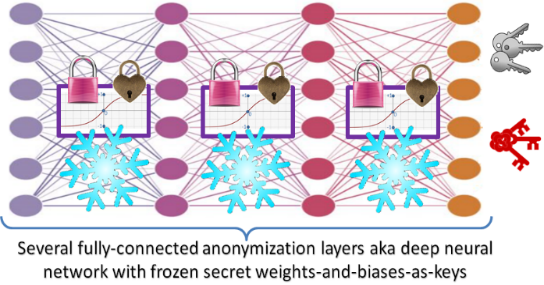 Several fully-connected anonymization layers aka deep neural
network with frozen secret weights-and-biases-as-keys